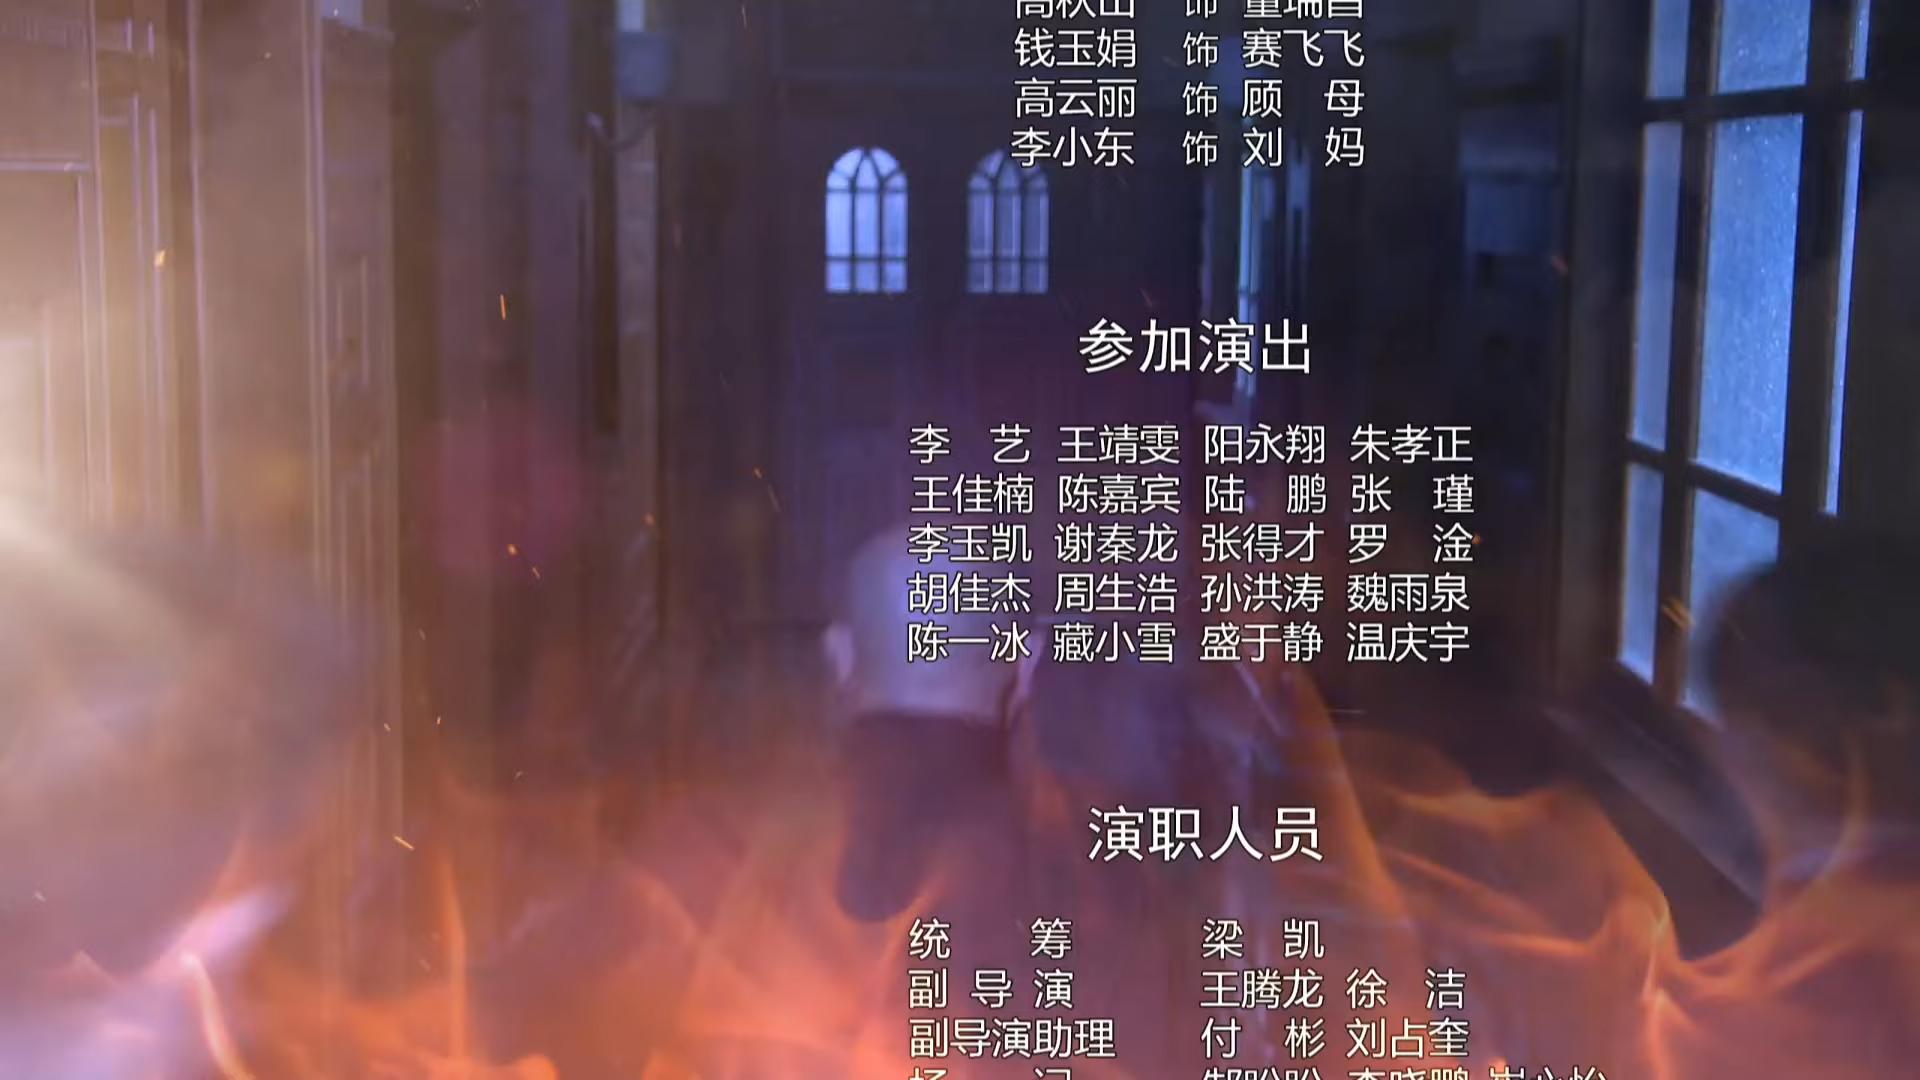 钱玉娟 饰 赛飞飞
高云丽 饰 顾 母
李小东 饰 刘 妈
参加演出
李 艺 王靖雯 阳永翔 朱孝正
王佳楠 陈嘉宾 陆 鹏 张 瑾
李玉凯 谢秦龙 张得才 罗 淦
胡佳杰 周生浩 孙洪涛 魏雨泉
陈一冰 藏小雪 盛于静 温庆宇
演职人员
统 筹 梁 凯
副 导 演 王腾龙 徐 洁
副导演助理 付 彬 刘占奎